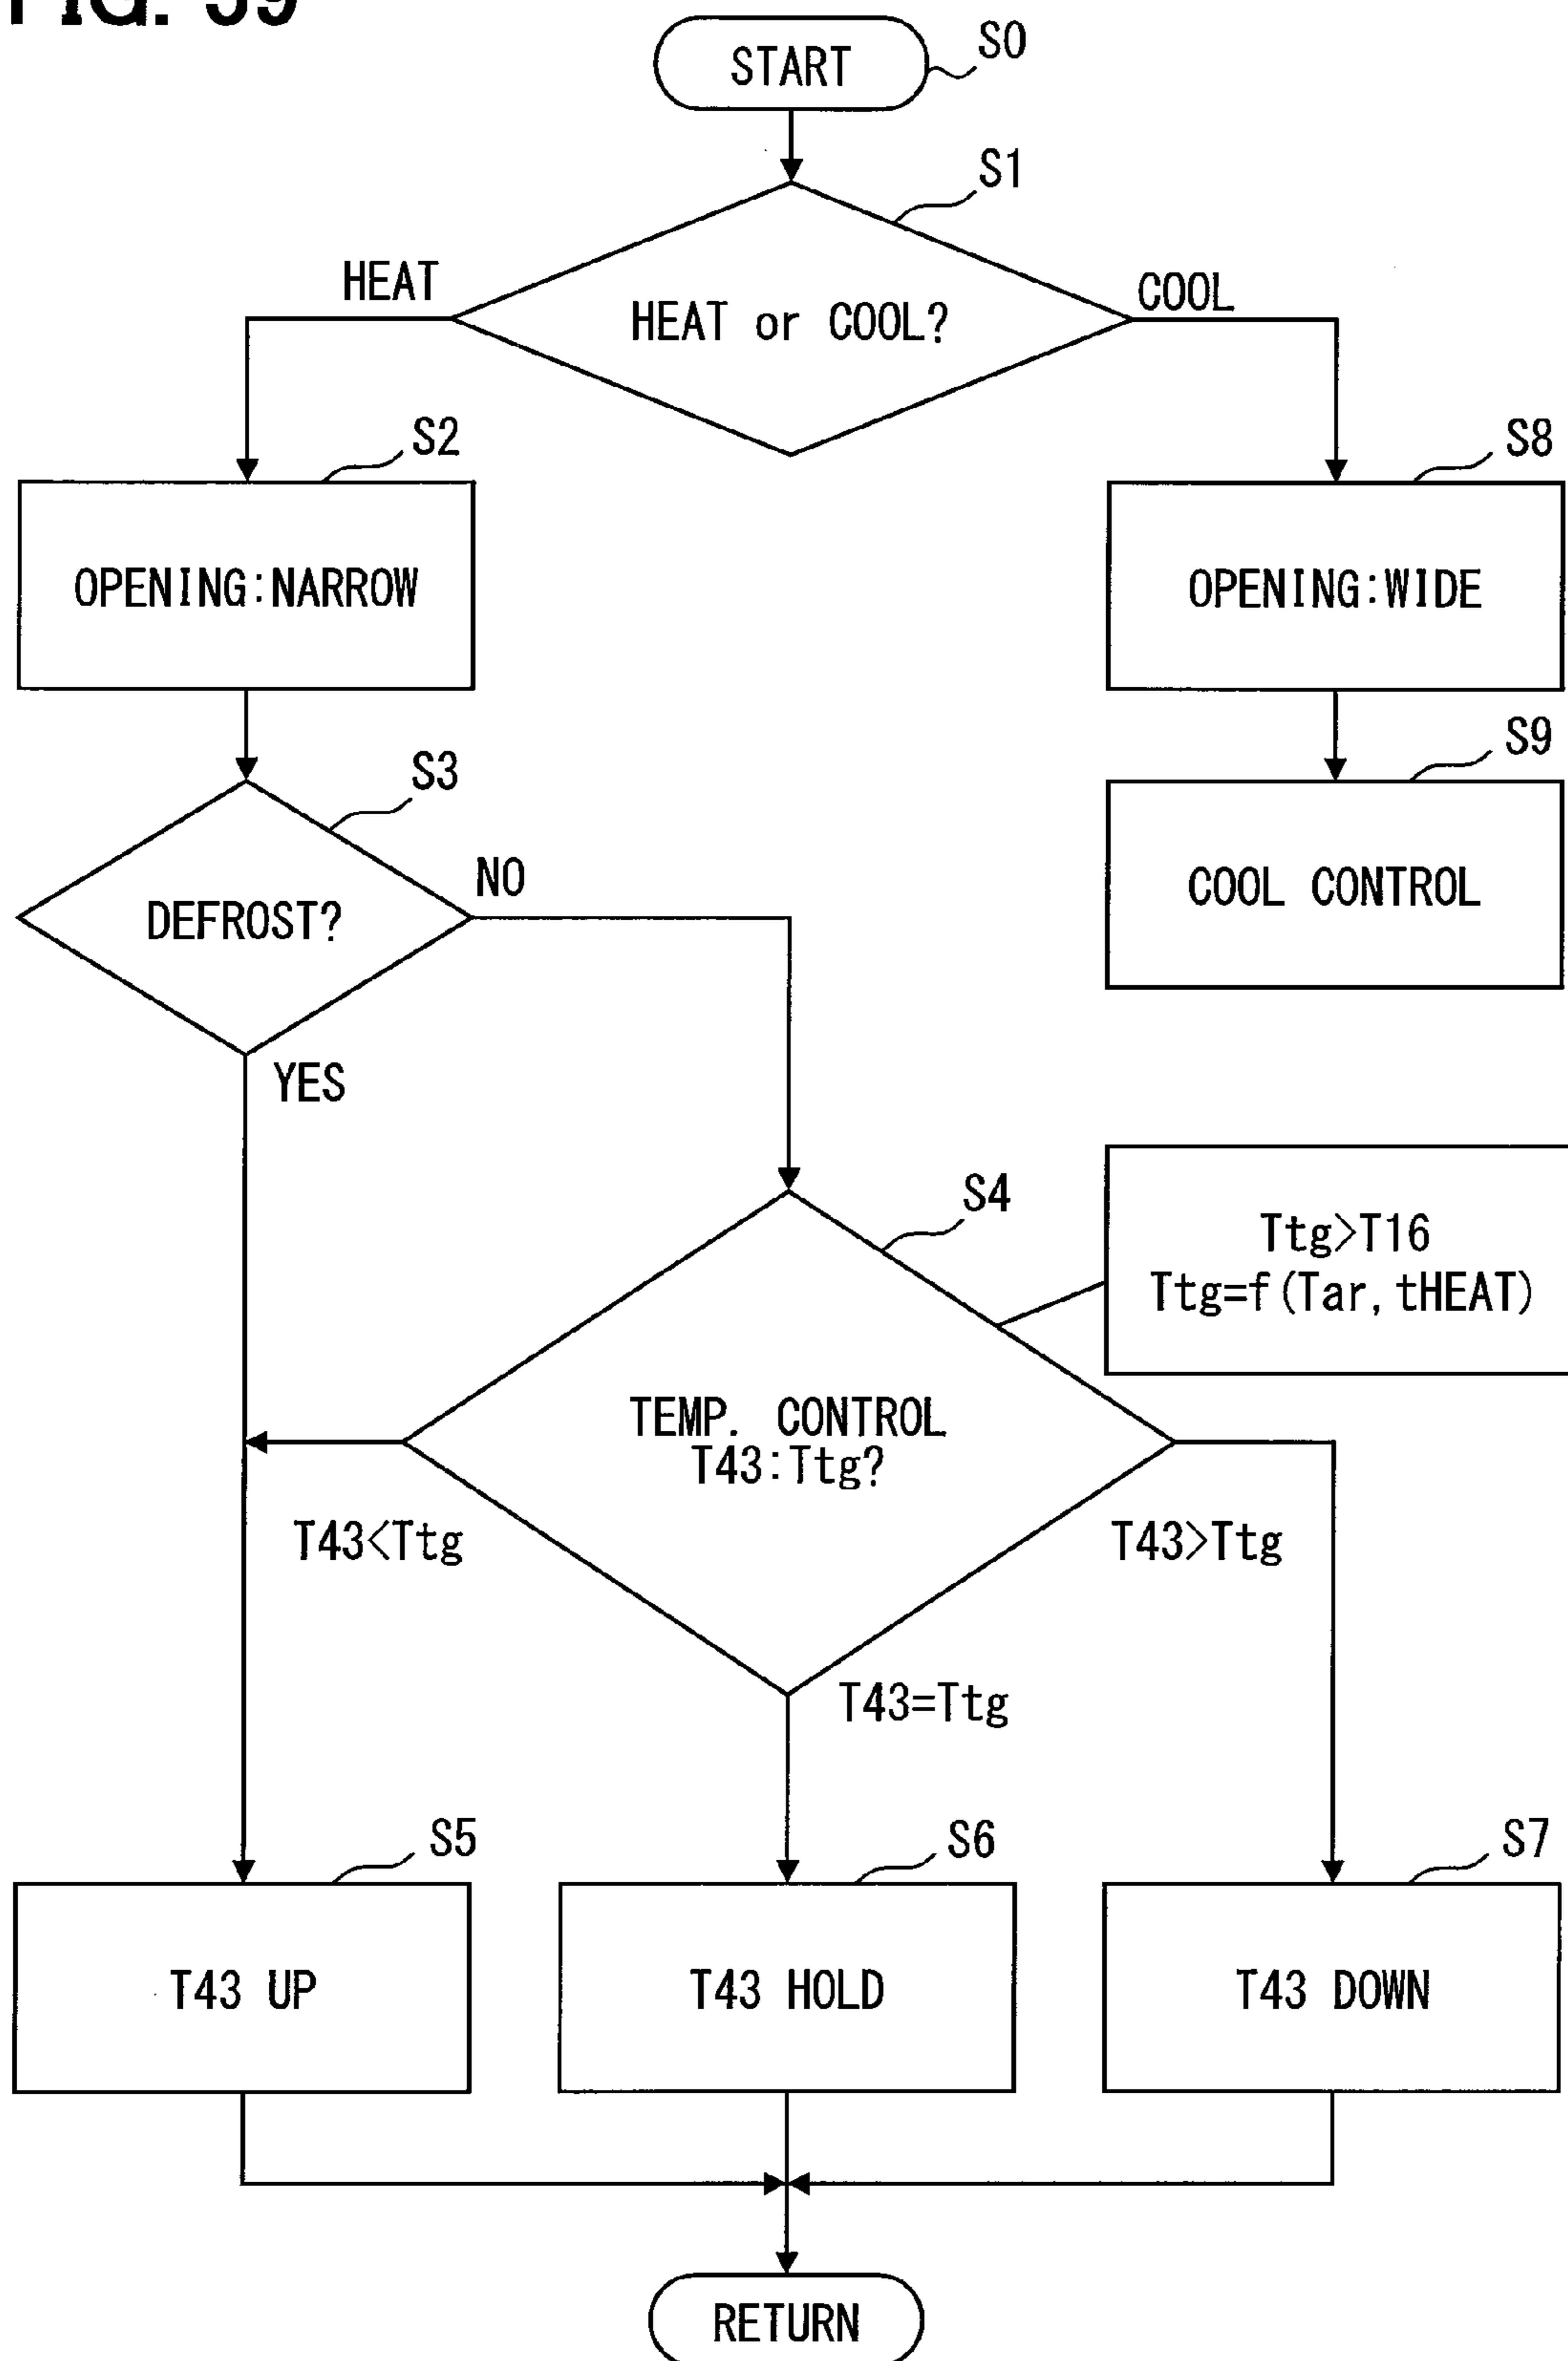 FIG. 39
START
S0
S1
HEAT
HEAT or COOL?
COOL
S2
OPENING:NARROW
S8
OPENING:WIDE
S3
DEFROST?
NO
YES
S9
COOL CONTROL
S4
Ttg>T16
Ttg=f(Tar, tHEAT)
TEMP. CONTROL
T43:Ttg?
T43<Ttg
T43>Ttg
T43=Ttg
S5
T43 UP
S6
T43 HOLD
S7
T43 DOWN
RETURN